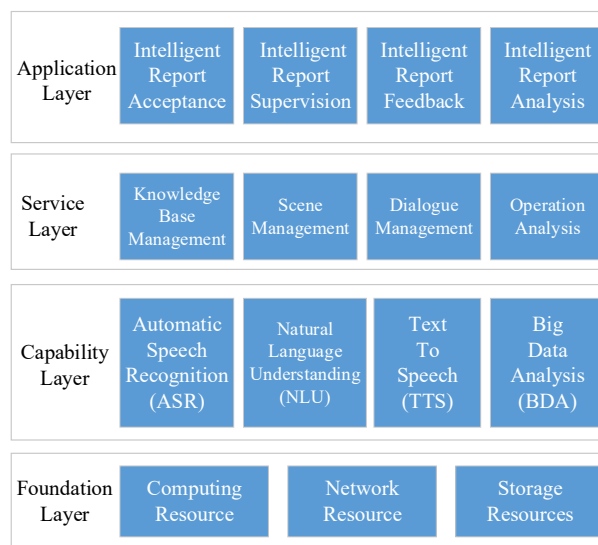 Application
Layer
Intelligent
Report
Acceptance
Intelligent
Report
Supervision
Intelligent
Report
Feedback
Intelligent
Report
Analysis
Service
Layer
Knowledge
Base
Management
Scene
Management
Dialogue
Management
Operation
Analysis
Capability
Layer
Automatic
Speech
Recognition
(ASR)
Natural
Language
Understanding
(NLU)
Text
To
Speech
(TTS)
Big
Data
Analysis
(BDA)
Foundation
Layer
Computing
Resource
Network
Resource
Storage
Resources